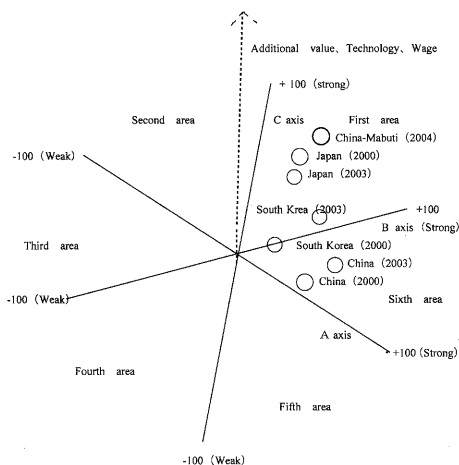 Additional value、Technology、Wage
+ 100 (strong)
Second area
C axis
First area
China-Mabuti (2004)
-100 (Weak)
Japan (2000)
Japan (2003)
South Krea (2003)
+100
B axis (Strong)
Third area
South Korea (2000)
China (2003)
China (2000)
-100 (Weak)
Sixth area
A axis
+100 (Strong)
Fourth area
Fifth area
-100 (Weak)